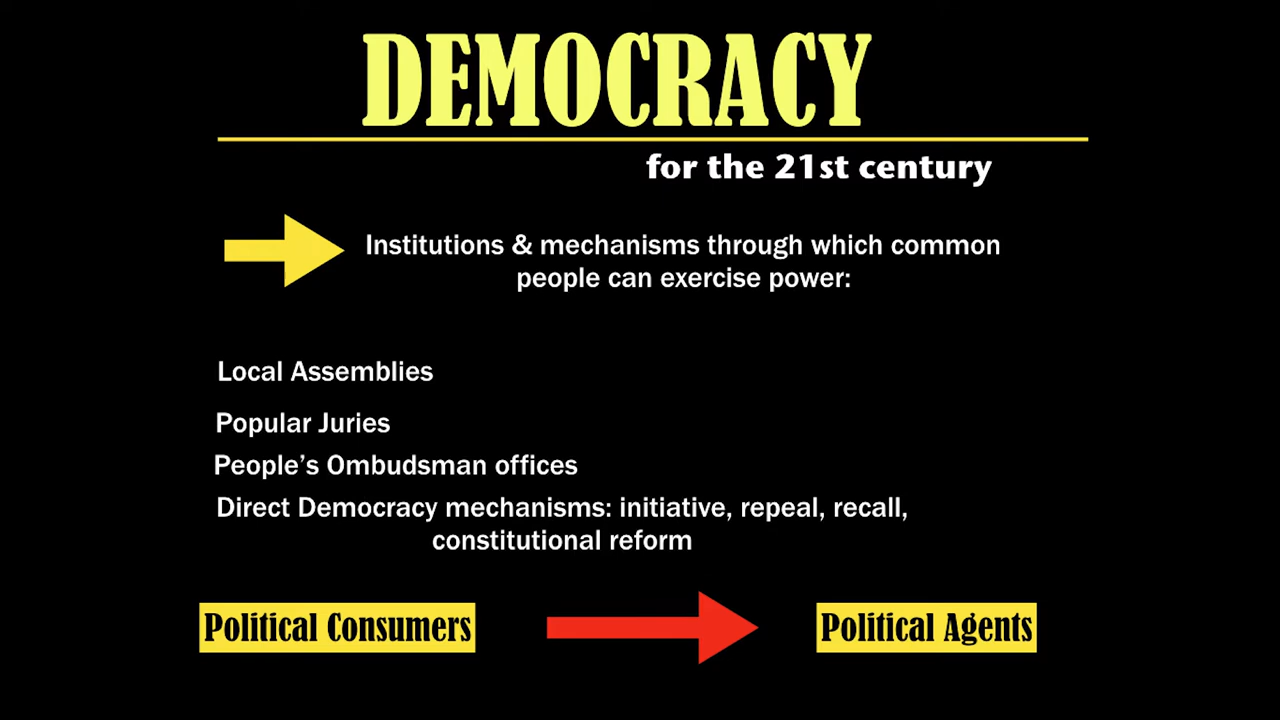 DEMOCRACY
for the 21st century
Institutions & mechanisms through which common
people can exercise power:
Local Assemblies
Popular Juries
People’s Ombudsman offices
Direct Democracy mechanisms: initiative, repeal, recall,
constitutional reform
Political Consumers
Political Agents